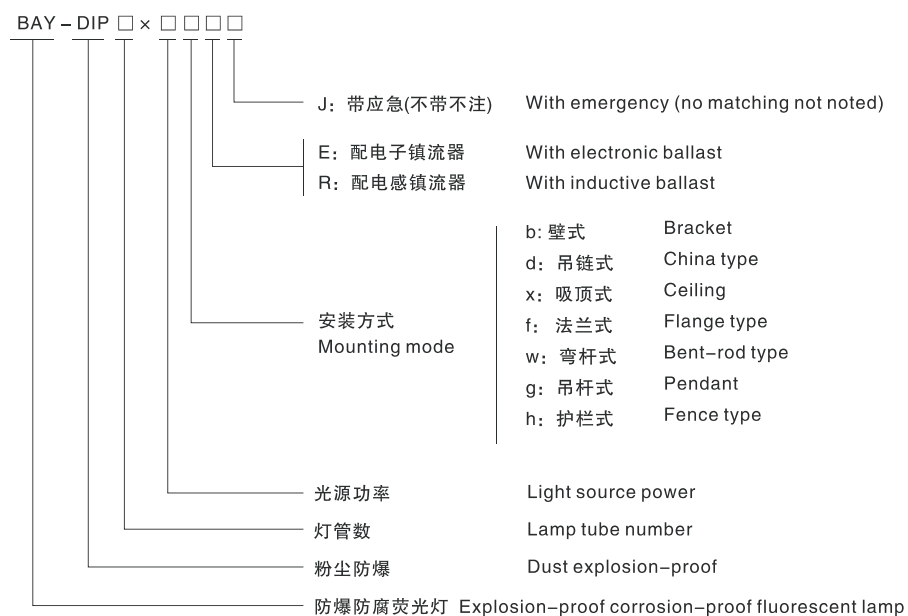 BAY-DIP□×□□□□
J：带应急(不带不注) With emergency (no matching not noted)
E：配电子镇流器 With electronic ballast
R：配电感镇流器 With inductive ballast
b: 壁式 Bracket
d：吊链式 China type
x：吸顶式 Ceiling
f：法兰式 Flange type
w：弯杆式 Bent-rod type
g：吊杆式 Pendant
h：护栏式 Fence type
安装方式
Mounting mode
光源功率 Light source power
灯管数 Lamp tube number
粉尘防爆 Dust explosion-proof
防爆防腐荧光灯 Explosion-proof corrosion-proof fluorescent lamp